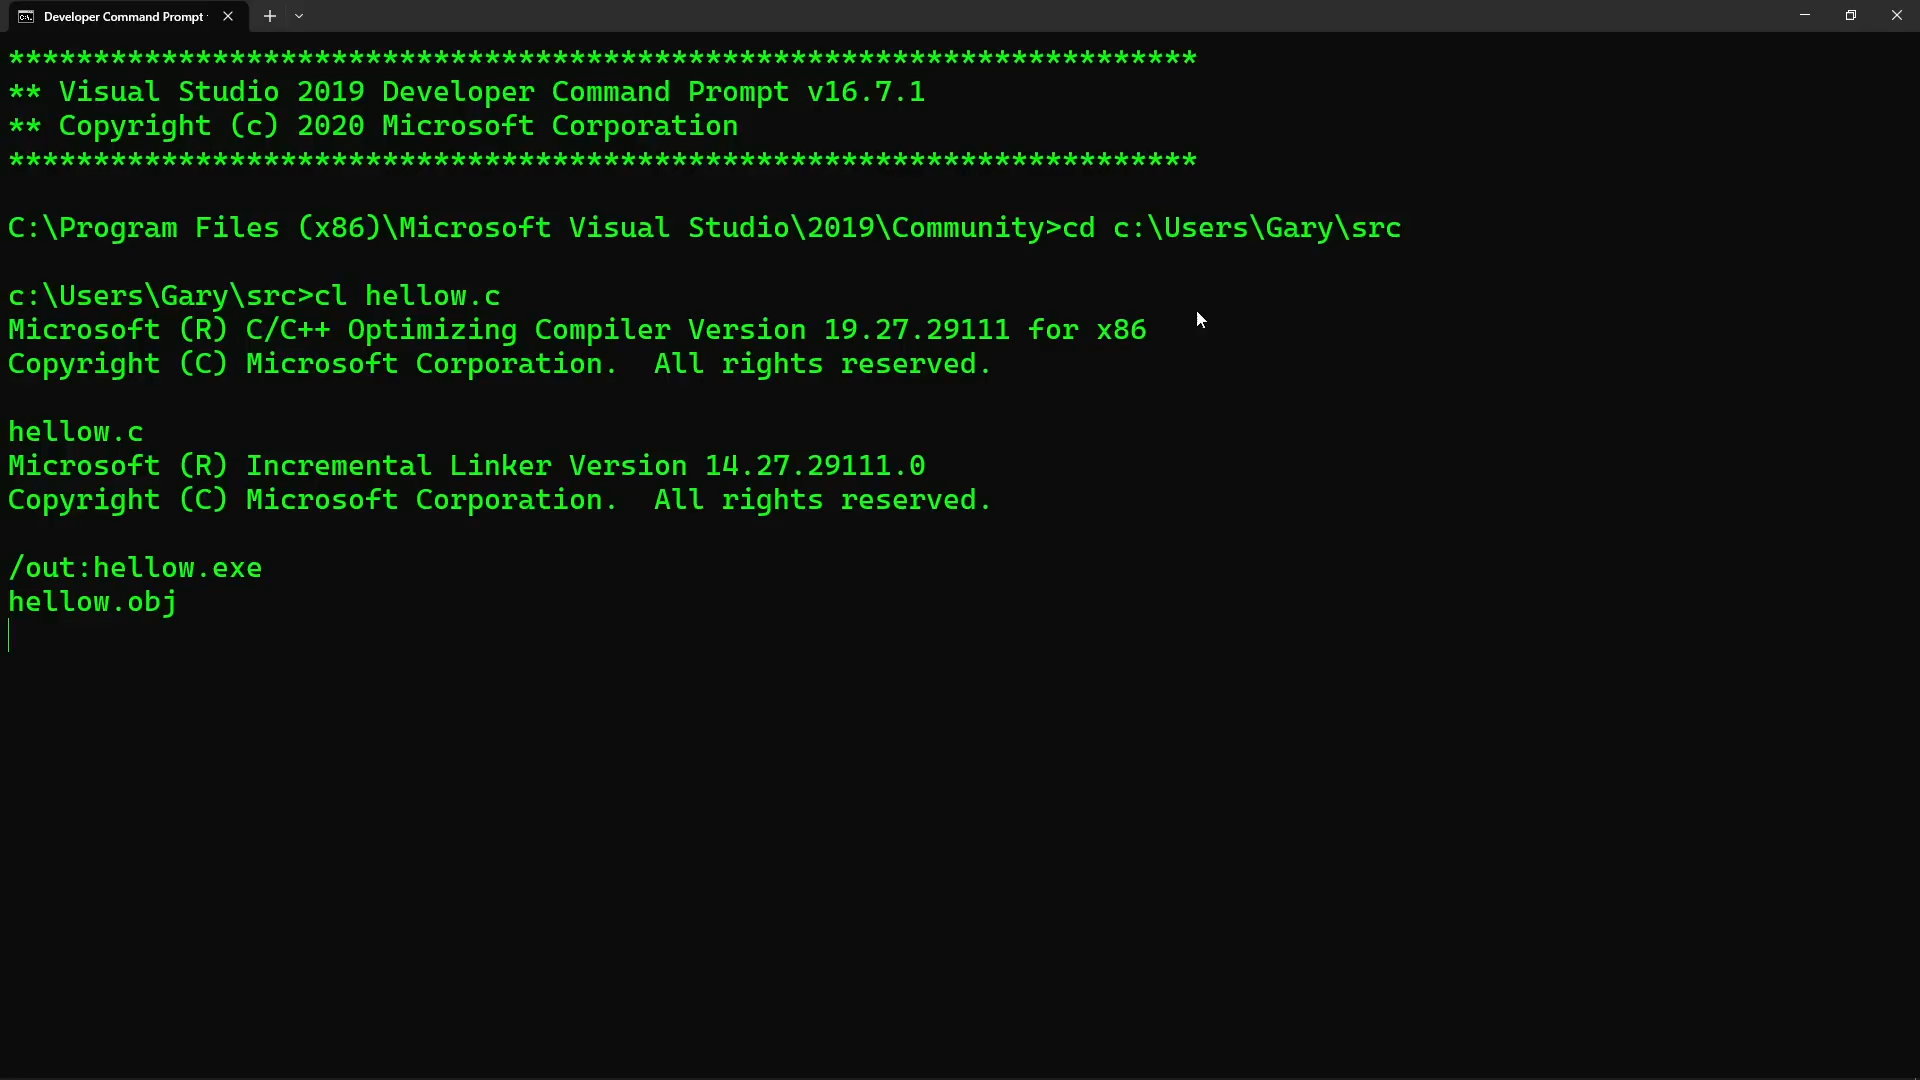 Developer Command Prompt
**********************************************************************
** Visual Studio 2019 Developer Command Prompt v16.7.1
** Copyright (c) 2020 Microsoft Corporation
**********************************************************************
C:\Program Files (x86)\Microsoft Visual Studio\2019\Community>cd c:\Users\Gary\src
c:\Users\Gary\src>cl hellow.c
Microsoft (R) C/C++ Optimizing Compiler Version 19.27.29111 for x86
Copyright (C) Microsoft Corporation.  All rights reserved.
hellow.c
Microsoft (R) Incremental Linker Version 14.27.29111.0
Copyright (C) Microsoft Corporation.  All rights reserved.
/out:hellow.exe
hellow.obj